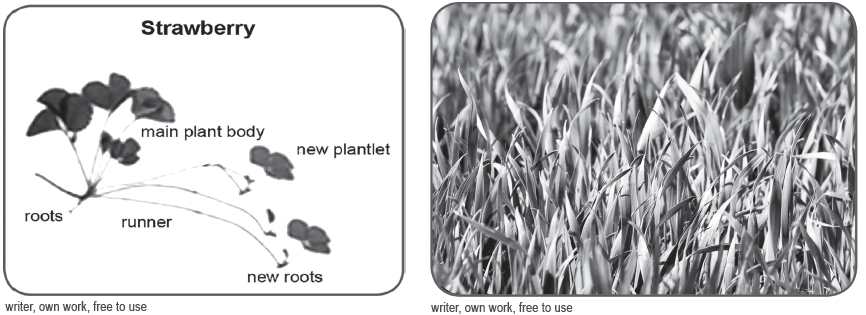 Strawberry
main plant body
new plantlet
roots
runner
new roots
writer, own work, free to use
writer, own work, free to use